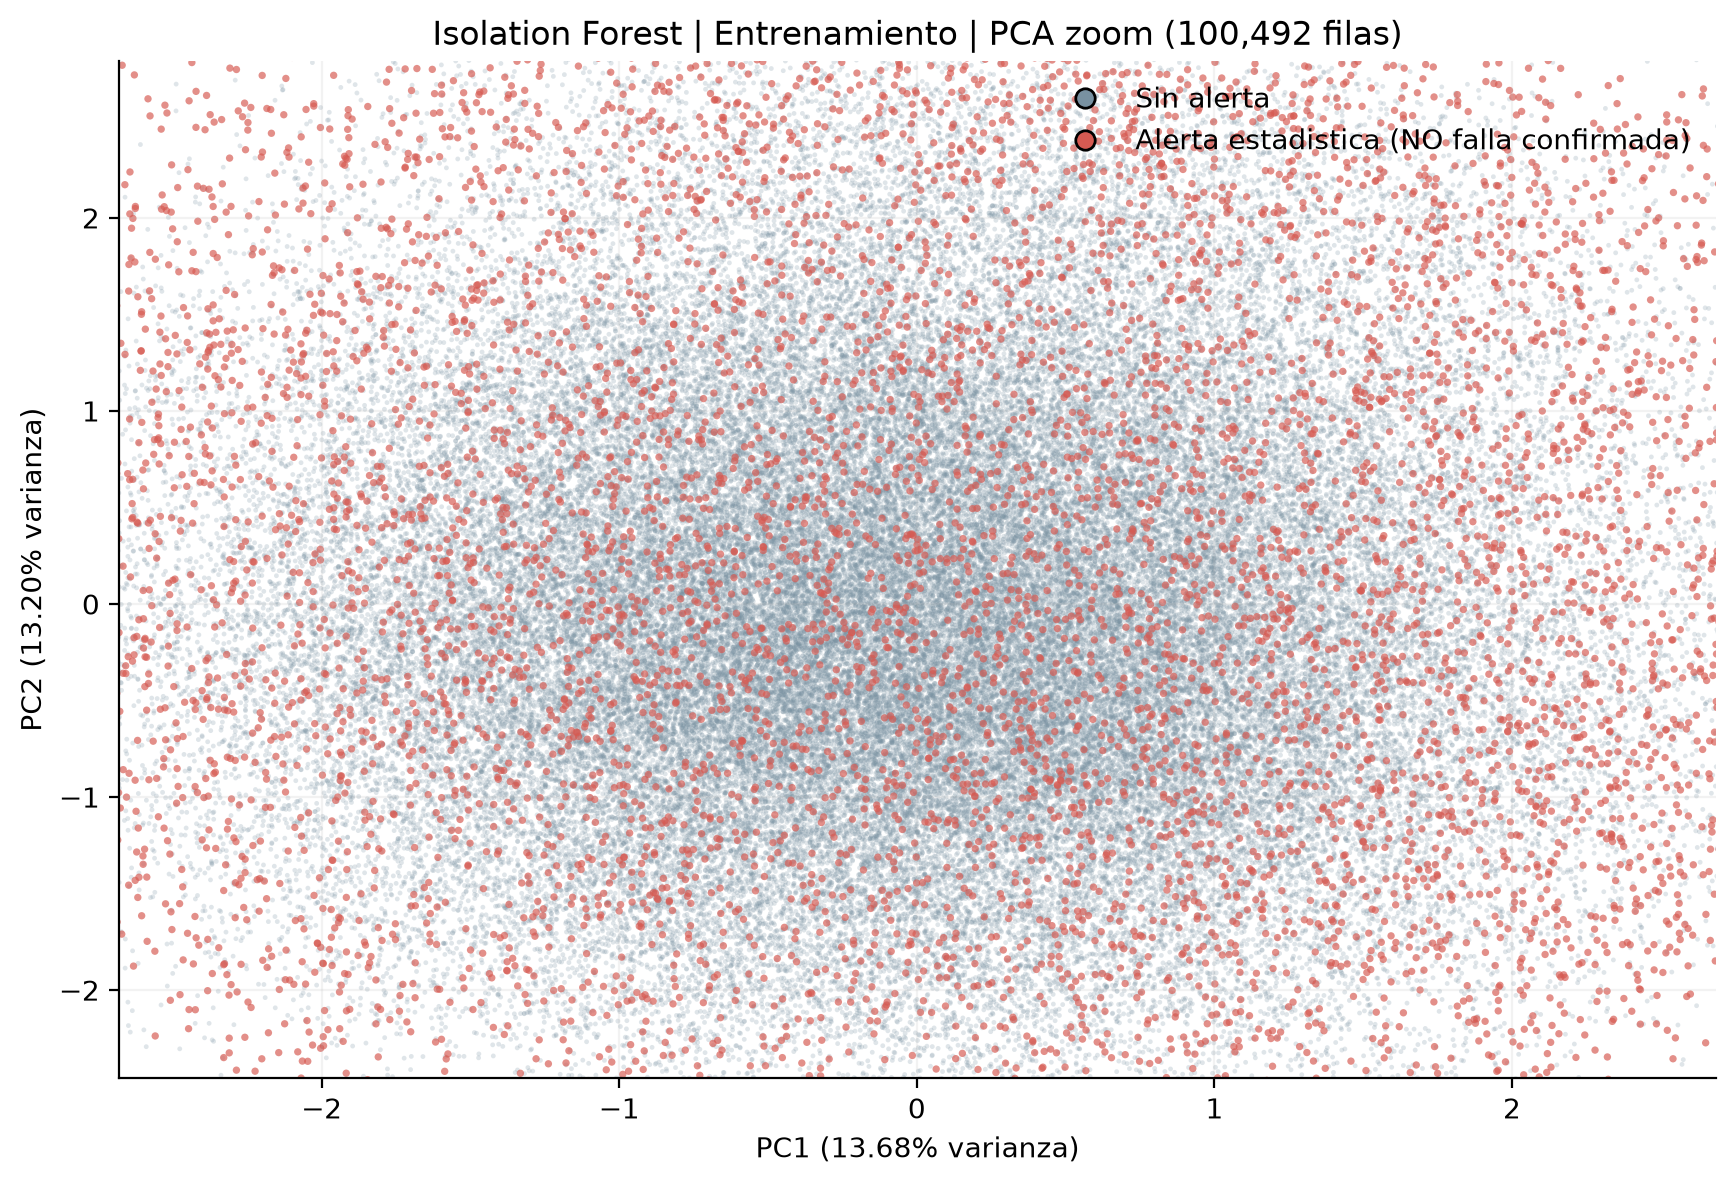 Isolation Forest | Entrenamiento | PCA zoom (100,492 filas)
Sin alerta
Alerta estadistica (NO falla confirmada)
2
1
0
−1
−2
PC2 (13.20% varianza)
−2
−1
0
1
2
PC1 (13.68% varianza)